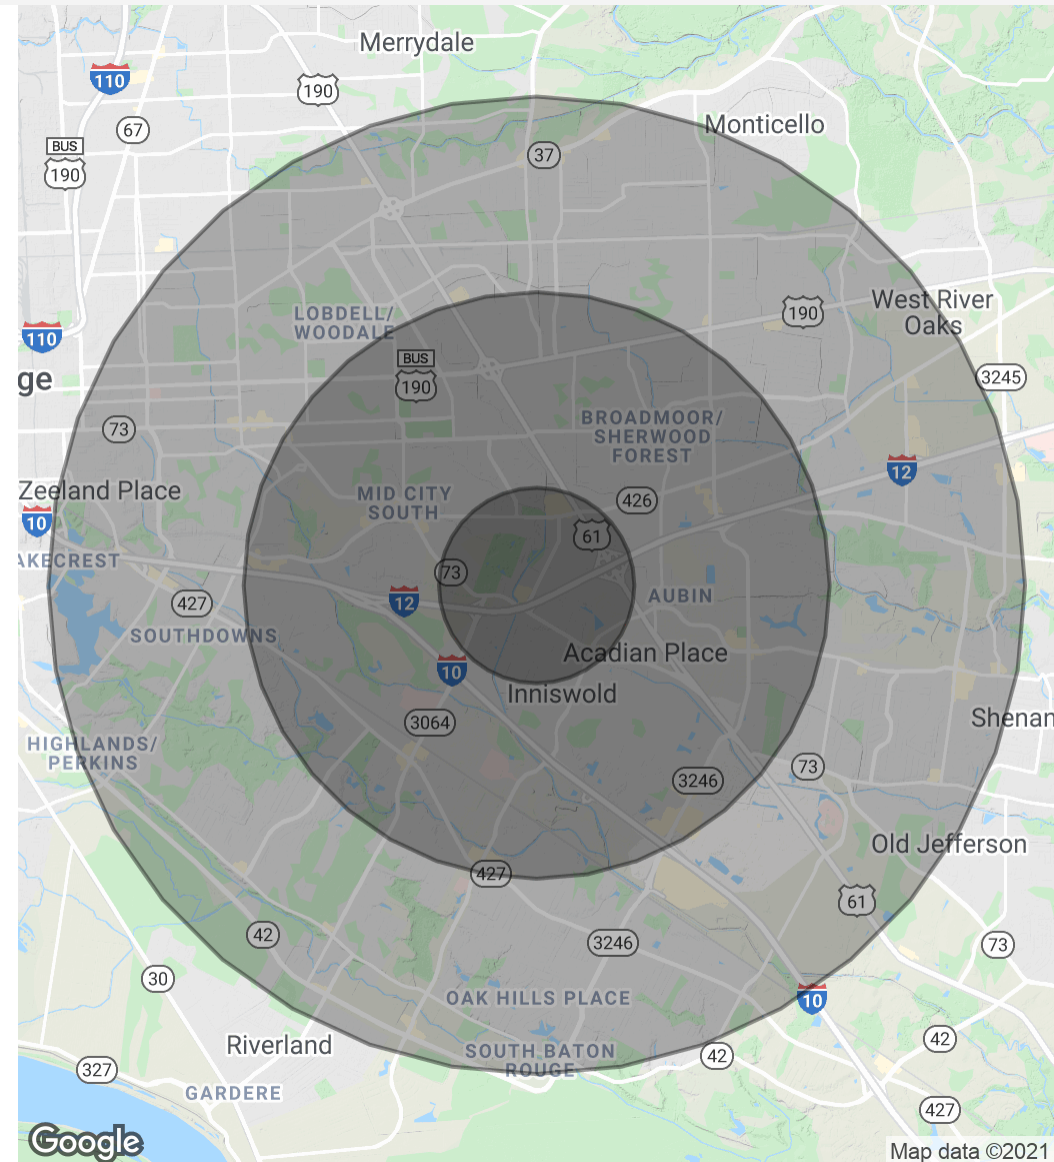 Merrydale
110
190
67
Monticello
BUS
190
37
LOBDELL/
WOODALE
190
West River
Oaks
110
BUS
190
ge
3245
73
BROADMOOR/
SHERWOOD
FOREST
12
Zeeland Place
MID CITY
SOUTH
426
10
61
AKECREST
73
427
12
AUBIN
SOUTHDOWNS
Acadian Place
10
Inniswold
3064
Shenan
HIGHLANDS/
PERKINS
73
3246
Old Jefferson
427
61
42
3246
73
30
OAK HILLS PLACE
10
Riverland
SOUTH BATON
ROUGE
42
42
327
GARDERE
427
Google
Map data ©2021